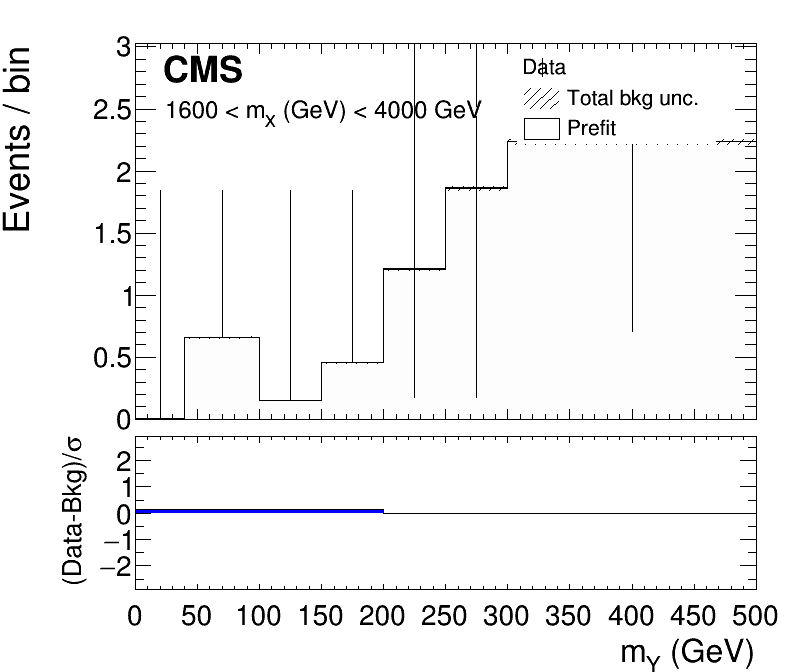 CMS
1600 < mX (GeV) < 4000 GeV
Data
Total bkg unc.
Prefit
Events / bin
3
2.5
2
1.5
1
0.5
0
(Data-Bkg)/σ
2
1
0
−1
−2
0 50 100 150 200 250 300 350 400 450 500
mY (GeV)